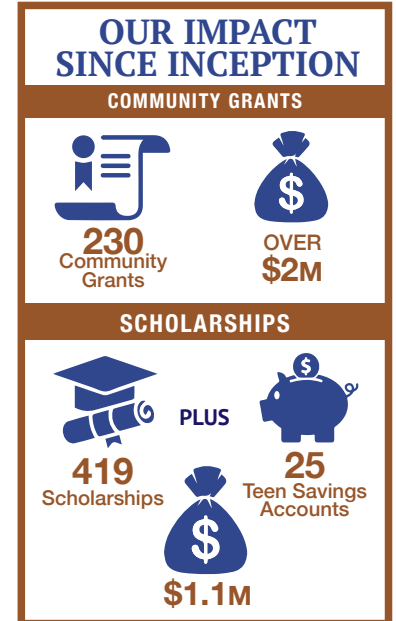 OUR IMPACT
SINCE INCEPTION
COMMUNITY GRANTS
$
230
Community
Grants
OVER
$2M
SCHOLARSHIPS
$
PLUS
419
Scholarships
25
Teen Savings
Accounts
$
$1.1M